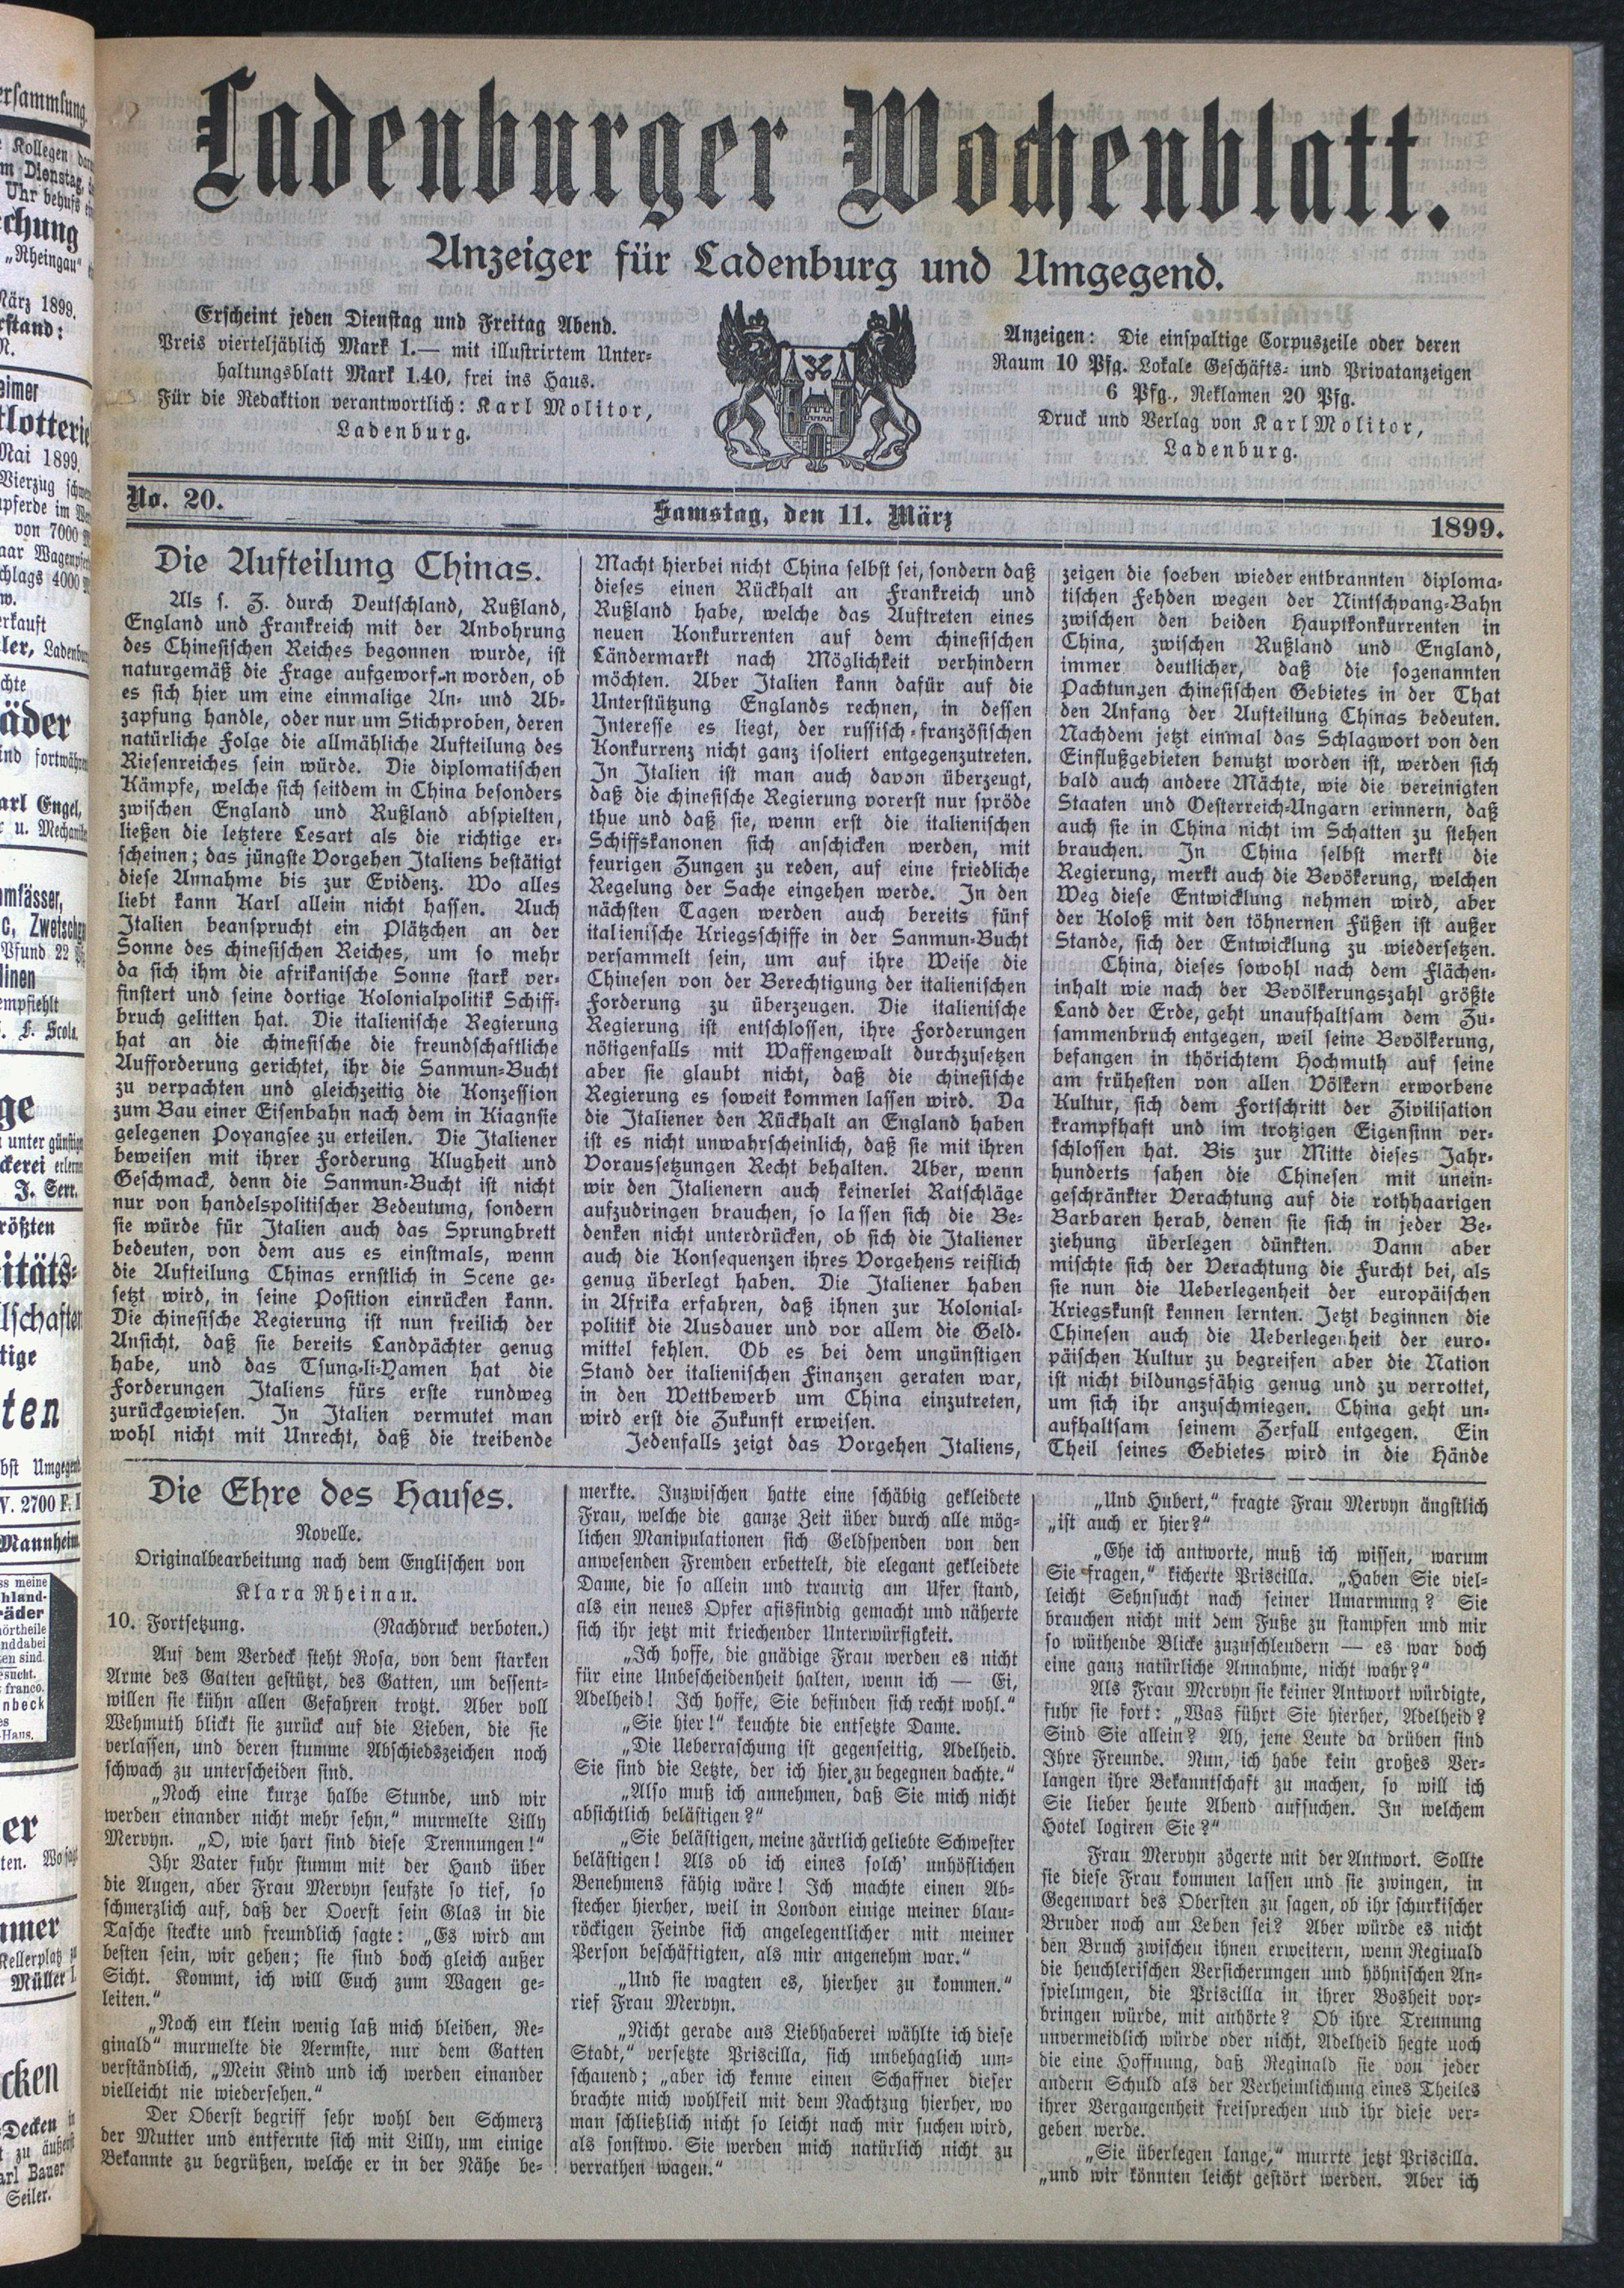 Ladenburger Wochenblatt.
Anzeiger für Ladenburg und Umgegend.
Erscheint jeden Dienstag und Freitag Abend.
Preis vierteljählich Mark 1.— mit illustrirtem Unter-
haltungsblatt Mark 1.40, frei ins Haus.
Für die Redaktion verantwortlich: Karl Molitor,
Ladenburg.
Anzeigen: Die einspaltige Corpuszeile oder deren
Raum 10 Pfg. Lokale Geschäfts- und Privatanzeigen
6 Pfg., Reklamen 20 Pfg.
Druck und Verlag von Karl Molitor,
Ladenburg.
No. 20.
Samstag, den 11. März
1899.
Die Aufteilung Chinas.
Als s. Z. durch Deutschland, Rußland,
England und Frankreich mit der Anbohrung
des Chinesischen Reiches begonnen wurde, ist
naturgemäß die Frage aufgeworf-n worden, ob
es sich hier um eine einmalige An- und Ab-
zapfung handle, oder nur um Stichproben, deren
natürliche Folge die allmähliche Aufteilung des
Riesenreiches sein würde. Die diplomatischen
Kämpfe, welche sich seitdem in China besonders
zwischen England und Rußland abspielten,
ließen die letztere Lesart als die richtige er-
scheinen; das jüngste Vorgehen Italiens bestätigt
diese Annahme bis zur Evidenz. Wo alles
liebt kann Karl allein nicht hassen. Auch
Italien beansprucht ein Plätzchen an der
Sonne des chinesischen Reiches, um so mehr
da sich ihm die afrikanische Sonne stark ver-
finstert und seine dortige Kolonialpolitik Schiff-
bruch gelitten hat. Die italienische Regierung
hat an die chinesische die freundschaftliche
Aufforderung gerichtet, ihr die Sanmun-Bucht
zu verpachten und gleichzeitig die Konzession
zum Bau einer Eisenbahn nach dem in Kiagnsie
gelegenen Poyangsee zu erteilen. Die Italiener
beweisen mit ihrer Forderung Klugheit und
Geschmack, denn die Sanmun-Bucht ist nicht
nur von handelspolitischer Bedeutung, sondern
sie würde für Italien auch das Sprungbrett
bedeuten, von dem aus es einstmals, wenn
die Aufteilung Chinas ernstlich in Scene ge-
setzt wird, in seine Position einrücken kann.
Die chinesische Regierung ist nun freilich der
Ansicht, daß sie bereits Landpächter genug
habe, und das Tsung-li-Yamen hat die
Forderungen Italiens fürs erste rundweg
zurückgewiesen. In Italien vermutet man
wohl nicht mit Unrecht, daß die treibende
Macht hierbei nicht China selbst sei, sondern daß
dieses einen Rückhalt an Frankreich und
Rußland habe, welche das Auftreten eines
neuen Konkurrenten auf dem chinesischen
Ländermarkt nach Möglichkeit verhindern
möchten. Aber Italien kann dafür auf die
Unterstützung Englands rechnen, in dessen
Interesse es liegt, der russisch-französischen
Konkurrenz nicht ganz isoliert entgegenzutreten.
In Italien ist man auch davon überzeugt,
daß die chinesische Regierung vorerst nur spröde
thue und daß sie, wenn erst die italienischen
Schiffskanonen sich anschicken werden, mit
feurigen Zungen zu reden, auf eine friedliche
Regelung der Sache eingehen werde. In den
nächsten Tagen werden auch bereits fünf
italienische Kriegsschiffe in der Sanmun-Bucht
versammelt sein, um auf ihre Weise die
Chinesen von der Berechtigung der italienischen
Forderung zu überzeugen. Die italienische
Regierung ist entschlossen, ihre Forderungen
nötigenfalls mit Waffengewalt durchzusetzen
aber sie glaubt nicht, daß die chinesische
Regierung es soweit kommen lassen wird. Da
die Italiener den Rückhalt an England haben
ist es nicht unwahrscheinlich, daß sie mit ihren
Voraussetzungen Recht behalten. Aber, wenn
wir den Italienern auch keinerlei Ratschläge
aufzudringen brauchen, so lassen sich die Be-
denken nicht unterdrücken, ob sich die Italiener
auch die Konsequenzen ihres Vorgehens reiflich
genug überlegt haben. Die Italiener haben
in Afrika erfahren, daß ihnen zur Kolonial-
politik die Ausdauer und vor allem die Geld-
mittel fehlen. Ob es bei dem ungünstigen
Stand der italienischen Finanzen geraten war,
in den Wettbewerb um China einzutreten,
wird erst die Zukunft erweisen.
Jedenfalls zeigt das Vorgehen Italiens,
zeigen die soeben wieder entbrannten diploma-
tischen Fehden wegen der Nintschvang-Bahn
zwischen den beiden Hauptkonkurrenten in
China, zwischen Rußland und England,
immer deutlicher, daß die sogenannten
Pachtungen chinesischen Gebietes in der That
den Anfang der Aufteilung Chinas bedeuten.
Nachdem jetzt einmal das Schlagwort von den
Einflußgebieten benutzt worden ist, werden sich
bald auch andere Mächte, wie die vereinigten
Staaten und Oesterreich-Ungarn erinnern, daß
auch sie in China nicht im Schatten zu stehen
brauchen. In China selbst merkt die
Regierung, merkt auch die Bevökerung, welchen
Weg diese Entwicklung nehmen wird, aber
der Koloß mit den töhnernen Füßen ist außer
Stande, sich der Entwicklung zu wiedersetzen.
China, dieses sowohl nach dem Flächen-
inhalt wie nach der Bevölkerungszahl größte
Land der Erde, geht unaufhaltsam dem Zu-
sammenbruch entgegen, weil seine Bevölkerung,
befangen in thörichtem Hochmuth auf seine
am frühesten von allen Völkern erworbene
Kultur, sich dem Fortschritt der Zivilisation
krampfhaft und im trotzigen Eigensinn ver-
schlossen hat. Bis zur Mitte dieses Jahr-
hunderts sahen die Chinesen mit unein-
geschränkter Verachtung auf die rothhaarigen
Barbaren herab, denen sie sich in jeder Be-
ziehung überlegen dünkten. Dann aber
mischte sich der Verachtung die Furcht bei, als
sie nun die Ueberlegenheit der europäischen
Kriegskunst kennen lernten. Jetzt beginnen die
Chinesen auch die Ueberlegenheit der euro-
päischen Kultur zu begreifen aber die Nation
ist nicht bildungsfähig genug und zu verrottet,
um sich ihr anzuschmiegen. China geht un-
aufhaltsam seinem Zerfall entgegen. Ein
Theil seines Gebietes wird in die Hände
Die Ehre des Hauses.
Novelle.
Originalbearbeitung nach dem Englischen von
Klara Rheinau.
10. Fortsetzung. (Nachdruck verboten.)
Auf dem Verdeck steht Rosa, von dem starken
Arme des Gatten gestützt, des Gatten, um dessent-
willen sie kühn allen Gefahren trotzt. Aber voll
Wehmuth blickt sie zurück auf die Lieben, die sie
verlassen, und deren stumme Abschiedszeichen noch
schwach zu unterscheiden sind.
„Noch eine kurze halbe Stunde, und wir
werden einander nicht mehr sehn,“ murmelte Lilly
Mervyn. „O, wie hart sind diese Trennungen!“
Ihr Vater fuhr stumm mit der Hand über
die Augen, aber Frau Mervyn seufzte so tief, so
schmerzlich auf, daß der Oberst sein Glas in die
Tasche steckte und freundlich sagte: „Es wird am
besten sein, wir gehen; sie sind doch gleich außer
Sicht. Kommt, ich will Euch zum Wagen ge-
leiten.“
„Noch ein klein wenig laß mich bleiben, Re-
ginald“ murmelte die Aermste, nur dem Gatten
verständlich, „Mein Kind und ich werden einander
vielleicht nie wiedersehen.“
Der Oberst begriff sehr wohl den Schmerz
der Mutter und entfernte sich mit Lilly, um einige
Bekannte zu begrüßen, welche er in der Nähe be-
merkte. Inzwischen hatte eine schäbig gekleidete
Frau, welche die ganze Zeit über durch alle mög-
lichen Manipulationen sich Geldspenden von den
anwesenden Fremden erbettelt, die elegant gekleidete
Dame, die so allein und traurig am Ufer stand,
als ein neues Opfer afisfindig gemacht und näherte
sich ihr jetzt mit kriechender Unterwürfigkeit.
„Ich hoffe, die gnädige Frau werden es nicht
für eine Unbescheidenheit halten, wenn ich — Ei,
Adelheid! Ich hoffe, Sie befinden sich recht wohl.“
„Sie hier!“ keuchte die entsetzte Dame.
„Die Ueberraschung ist gegenseitig, Adelheid.
Sie sind die Letzte, der ich hier zu begegnen dachte.“
„Also muß ich annehmen, daß Sie mich nicht
absichtlich belästigen?“
„Sie belästigen, meine zärtlich geliebte Schwester
belästigen! Als ob ich eines solch' unhöflichen
Benehmens fähig wäre! Ich machte einen Ab-
stecher hierher, weil in London einige meiner blau-
röckigen Feinde sich angelegentlicher mit meiner
Person beschäftigten, als mir angenehm war.“
„Und sie wagten es, hierher zu kommen.“
rief Frau Mervyn.
„Nicht gerade aus Liebhaberei wählte ich diese
Stadt,“ versetzte Priscilla, sich unbehaglich um-
schauend; „aber ich kenne einen Schaffner dieser
brachte mich wohlfeil mit dem Nachtzug hierher, wo
man schließlich nicht so leicht nach mir suchen wird,
als sonstwo. Sie werden mich natürlich nicht zu
verrathen wagen.“
„Und Hubert,“ fragte Frau Mervyn ängstlich
„ist auch er hier?“
„Ehe ich antworte, muß ich wissen, warum
Sie fragen,“ kicherte Priscilla. „Haben Sie viel-
leicht Sehnsucht nach seiner Umarmung? Sie
brauchen nicht mit dem Fuße zu stampfen und mir
so wüthende Blicke zuzuschleudern — es war doch
eine ganz natürliche Annahme, nicht wahr?“
Als Frau Mervyn sie keiner Antwort würdigte,
fuhr sie fort: „Was führt Sie hierher, Adelheid?
Sind Sie allein? Ah, jene Leute da drüben sind
Ihre Freunde. Nun, ich habe kein großes Ver-
langen ihre Bekanntschaft zu machen, so will ich
Sie lieber heute Abend aufsuchen. In welchem
Hotel logiren Sie?“
Frau Mervyn zögerte mit der Antwort. Sollte
sie diese Frau kommen lassen und sie zwingen, in
Gegenwart des Obersten zu sagen, ob ihr schurkischer
Bruder noch am Leben sei? Aber würde es nicht
den Bruch zwischen ihnen erweitern, wenn Reginald
die heuchlerischen Versicherungen und höhnischen An-
spielungen, die Priscilla in ihrer Bosheit vor-
bringen würde, mit anhörte? Ob ihre Trennung
unvermeidlich würde oder nicht, Adelheid hegte noch
die eine Hoffnung, daß Reginald sie von jeder
andern Schuld als der Verheimlichung eines Theiles
ihrer Vergangenheit freisprechen und ihr diese ver-
geben werde.
„Sie überlegen lange,“ murrte jetzt Priscilla.
„und wir könnten leicht gestört werden. Aber ich